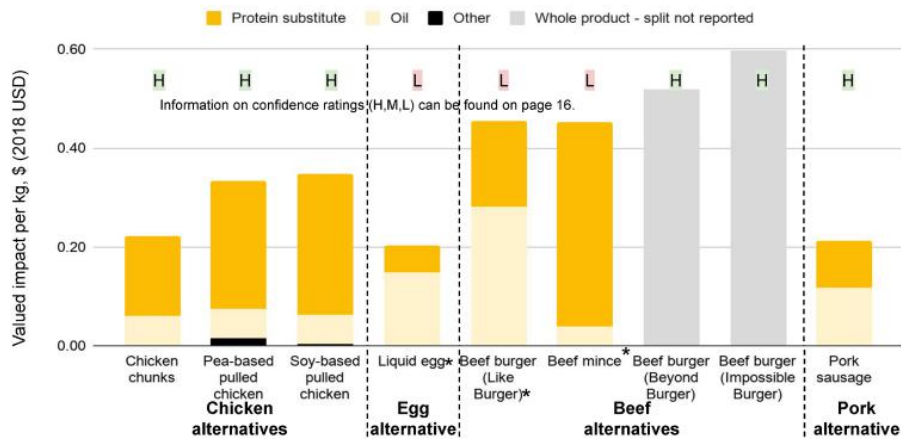 Protein substitute Oil Other Whole product - split not reported
Valued impact per kg, $ (2018 USD)
0.60
H H H L L L H H H
Information on confidence ratings (H,M,L) can be found on page 16.
0.40
0.20
0.00
Chicken
chunks
Pea-based
pulled
chicken
Soy-based
pulled
chicken
Liquid egg*
Beef burger
(Like
Burger)*
Beef mince*
Beef burger
(Beyond
Burger)
Beef burger
(Impossible
Burger)
Pork
sausage
Chicken
alternatives
Egg
alternative
Beef
alternatives
Pork
alternative